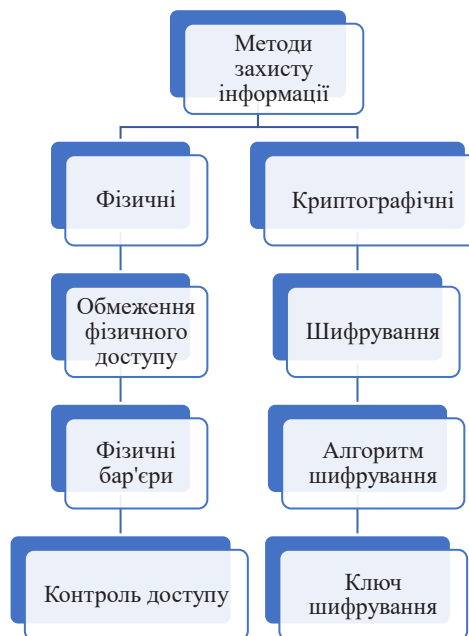 Методи
захисту
інформації
Фізичні
Криптографічні
Обмеження
фізичного
доступу
Шифрування
Фізичні
бар'єри
Алгоритм
шифрування
Контроль доступу
Ключ
шифрування